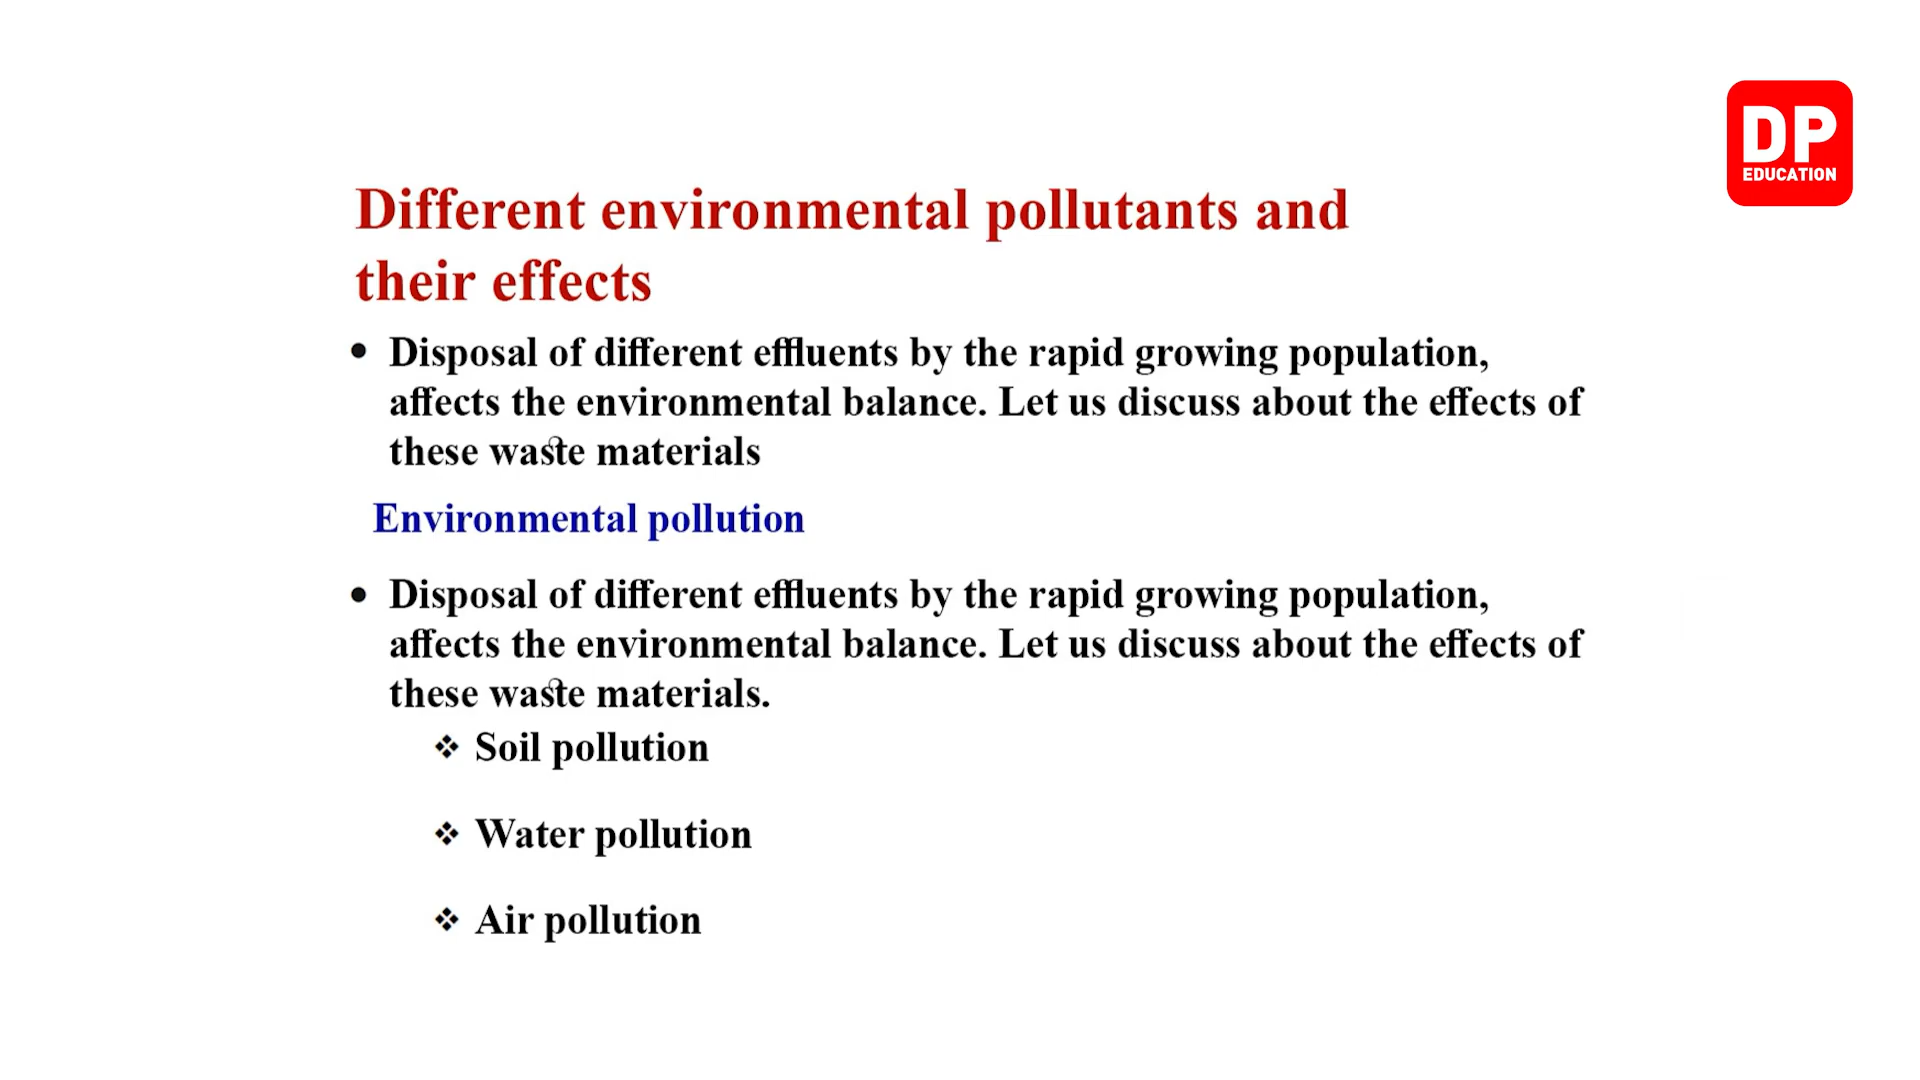 DP
EDUCATION
Different environmental pollutants and
their effects
• Disposal of different effluents by the rapid growing population,
affects the environmental balance. Let us discuss about the effects of
these waste materials
Environmental pollution
• Disposal of different effluents by the rapid growing population,
affects the environmental balance. Let us discuss about the effects of
these waste materials.
❖ Soil pollution
❖ Water pollution
❖ Air pollution